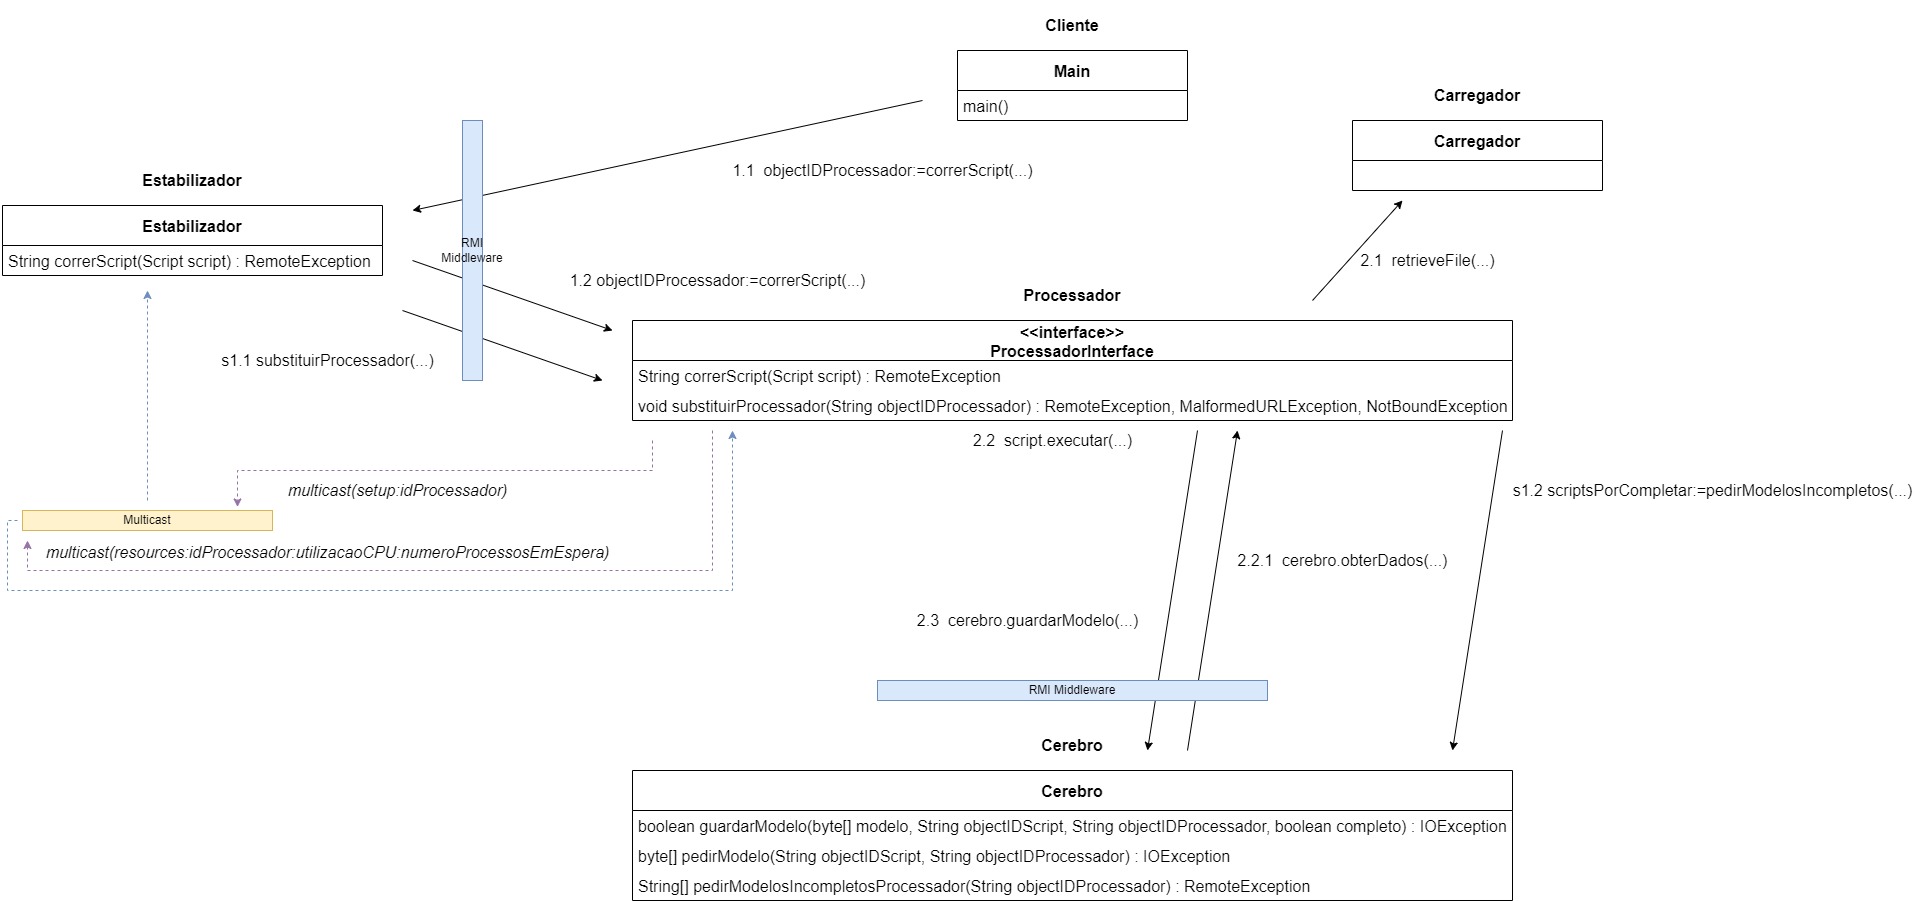 Cliente
Main
main()
Carregador
Carregador
1.1  objectIDProcessador:=correrScript(...)
Estabilizador
Estabilizador
String correrScript(Script script) : RemoteException
RMI
Middleware
2.1  retrieveFile(...)
1.2 objectIDProcessador:=correrScript(...)
Processador
<<interface>>
ProcessadorInterface
String correrScript(Script script) : RemoteException
void substituirProcessador(String objectIDProcessador) : RemoteException, MalformedURLException, NotBoundException
s1.1 substituirProcessador(...)
2.2  script.executar(...)
multicast(setup:idProcessador)
s1.2 scriptsPorCompletar:=pedirModelosIncompletos(...)
Multicast
multicast(resources:idProcessador:utilizacaoCPU:numeroProcessosEmEspera)
2.2.1  cerebro.obterDados(...)
2.3  cerebro.guardarModelo(...)
RMI Middleware
Cerebro
Cerebro
boolean guardarModelo(byte[] modelo, String objectIDScript, String objectIDProcessador, boolean completo) : IOException
byte[] pedirModelo(String objectIDScript, String objectIDProcessador) : IOException
String[] pedirModelosIncompletosProcessador(String objectIDProcessador) : RemoteException